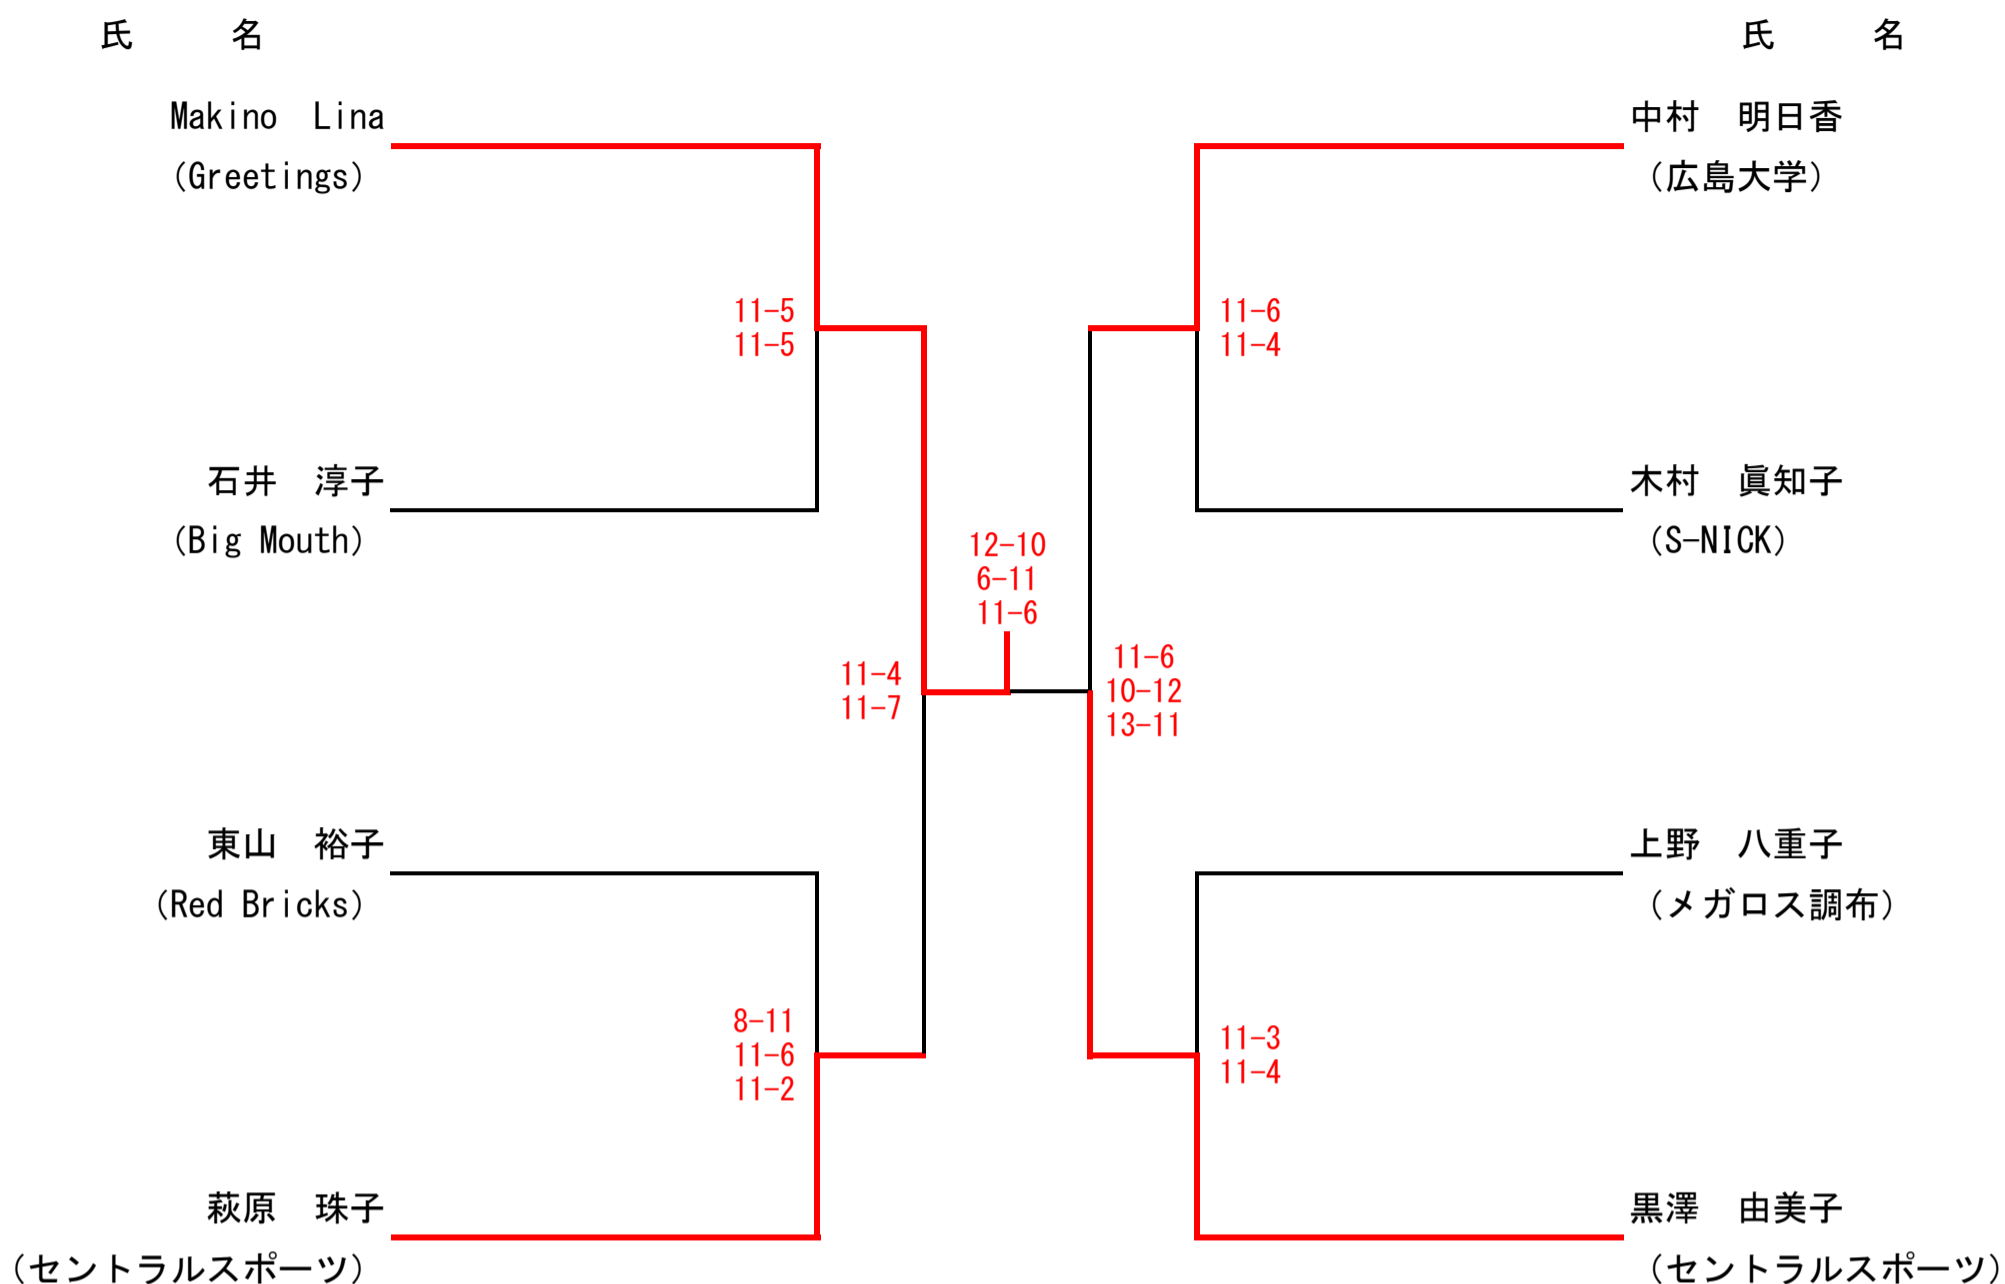 氏　名
氏　名
Makino　Lina
(Greetings)
11-5
11-5
石井　淳子
(Big Mouth)
東山　裕子
(Red Bricks)
8-11
11-6
11-2
萩原　珠子
(セントラルスポーツ)
11-4
11-7
12-10
6-11
11-6
11-6
10-12
13-11
中村　明日香
(広島大学)
11-6
11-4
木村　眞知子
(S-NICK)
上野　八重子
(メガロス調布)
11-3
11-4
黒澤　由美子
(セントラルスポーツ)